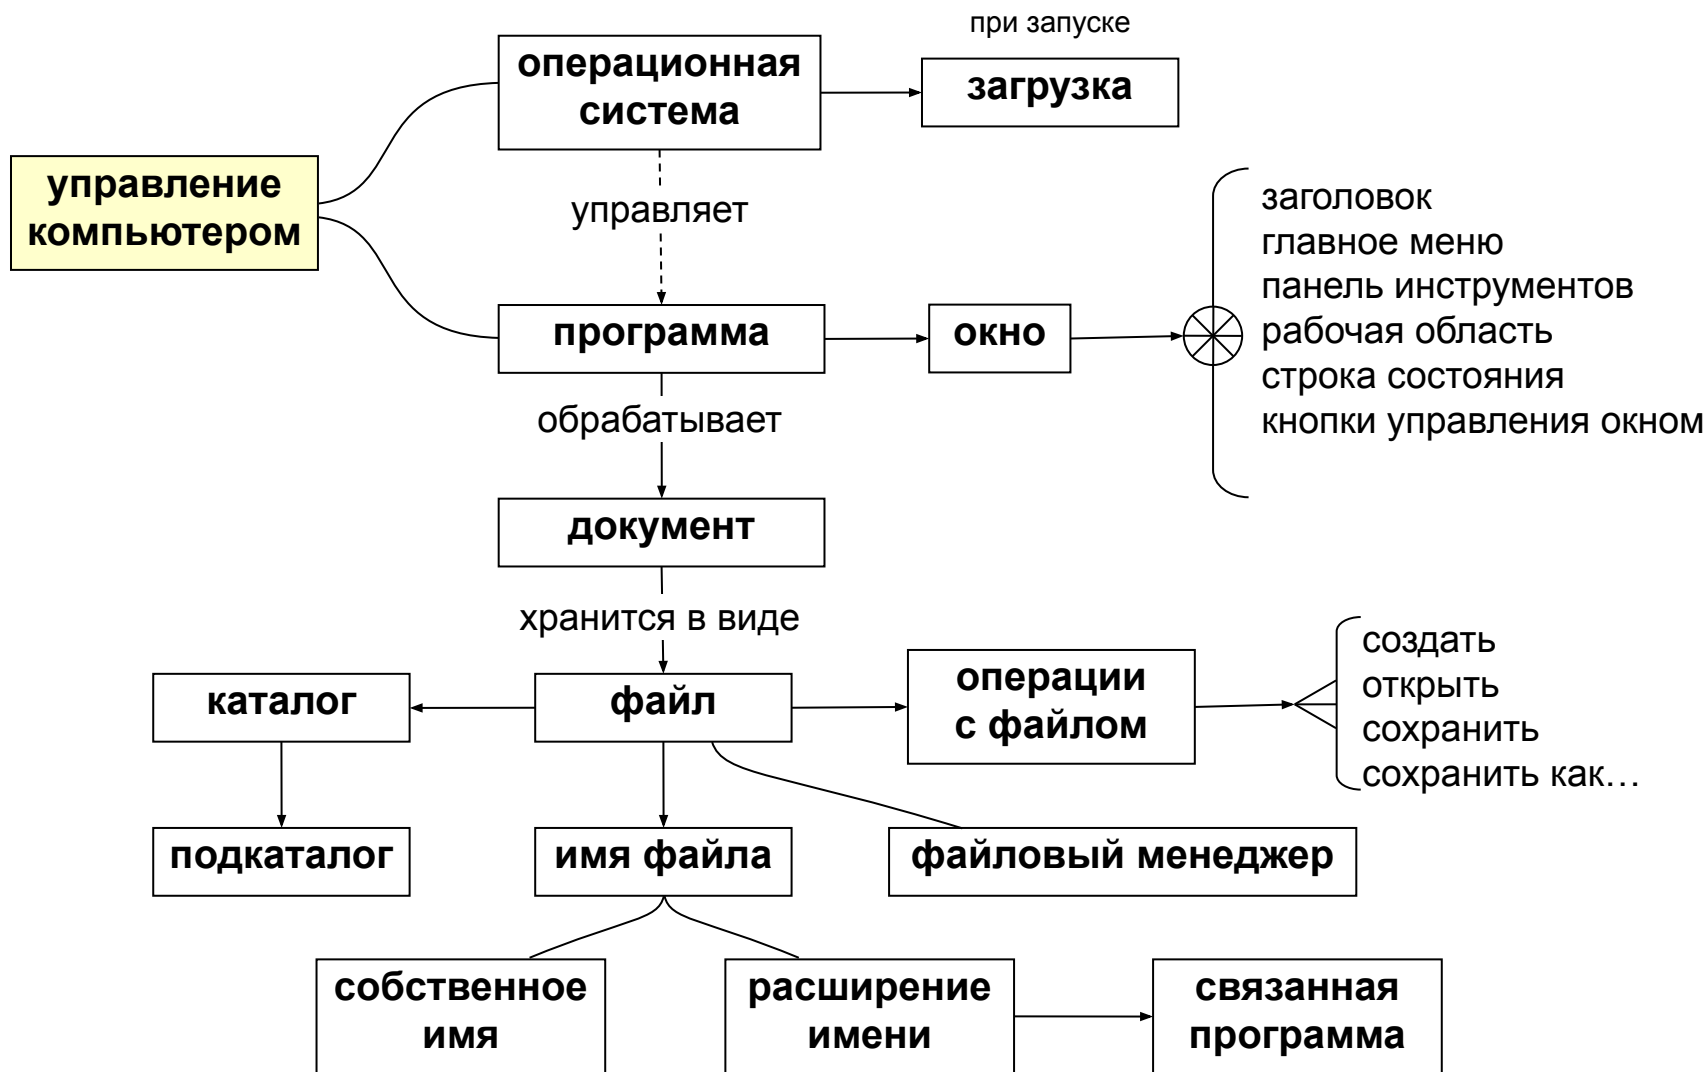 при запуске
операционная
система
загрузка
управление
компьютером
управляет
заголовок
главное меню
панель инструментов
рабочая область
строка состояния
кнопки управления окном
программа
окно
обрабатывает
документ
хранится в виде
каталог
файл
операции
с файлом
создать
открыть
сохранить
сохранить как…
подкаталог
имя файла
файловый менеджер
собственное
имя
расширение
имени
связанная
программа